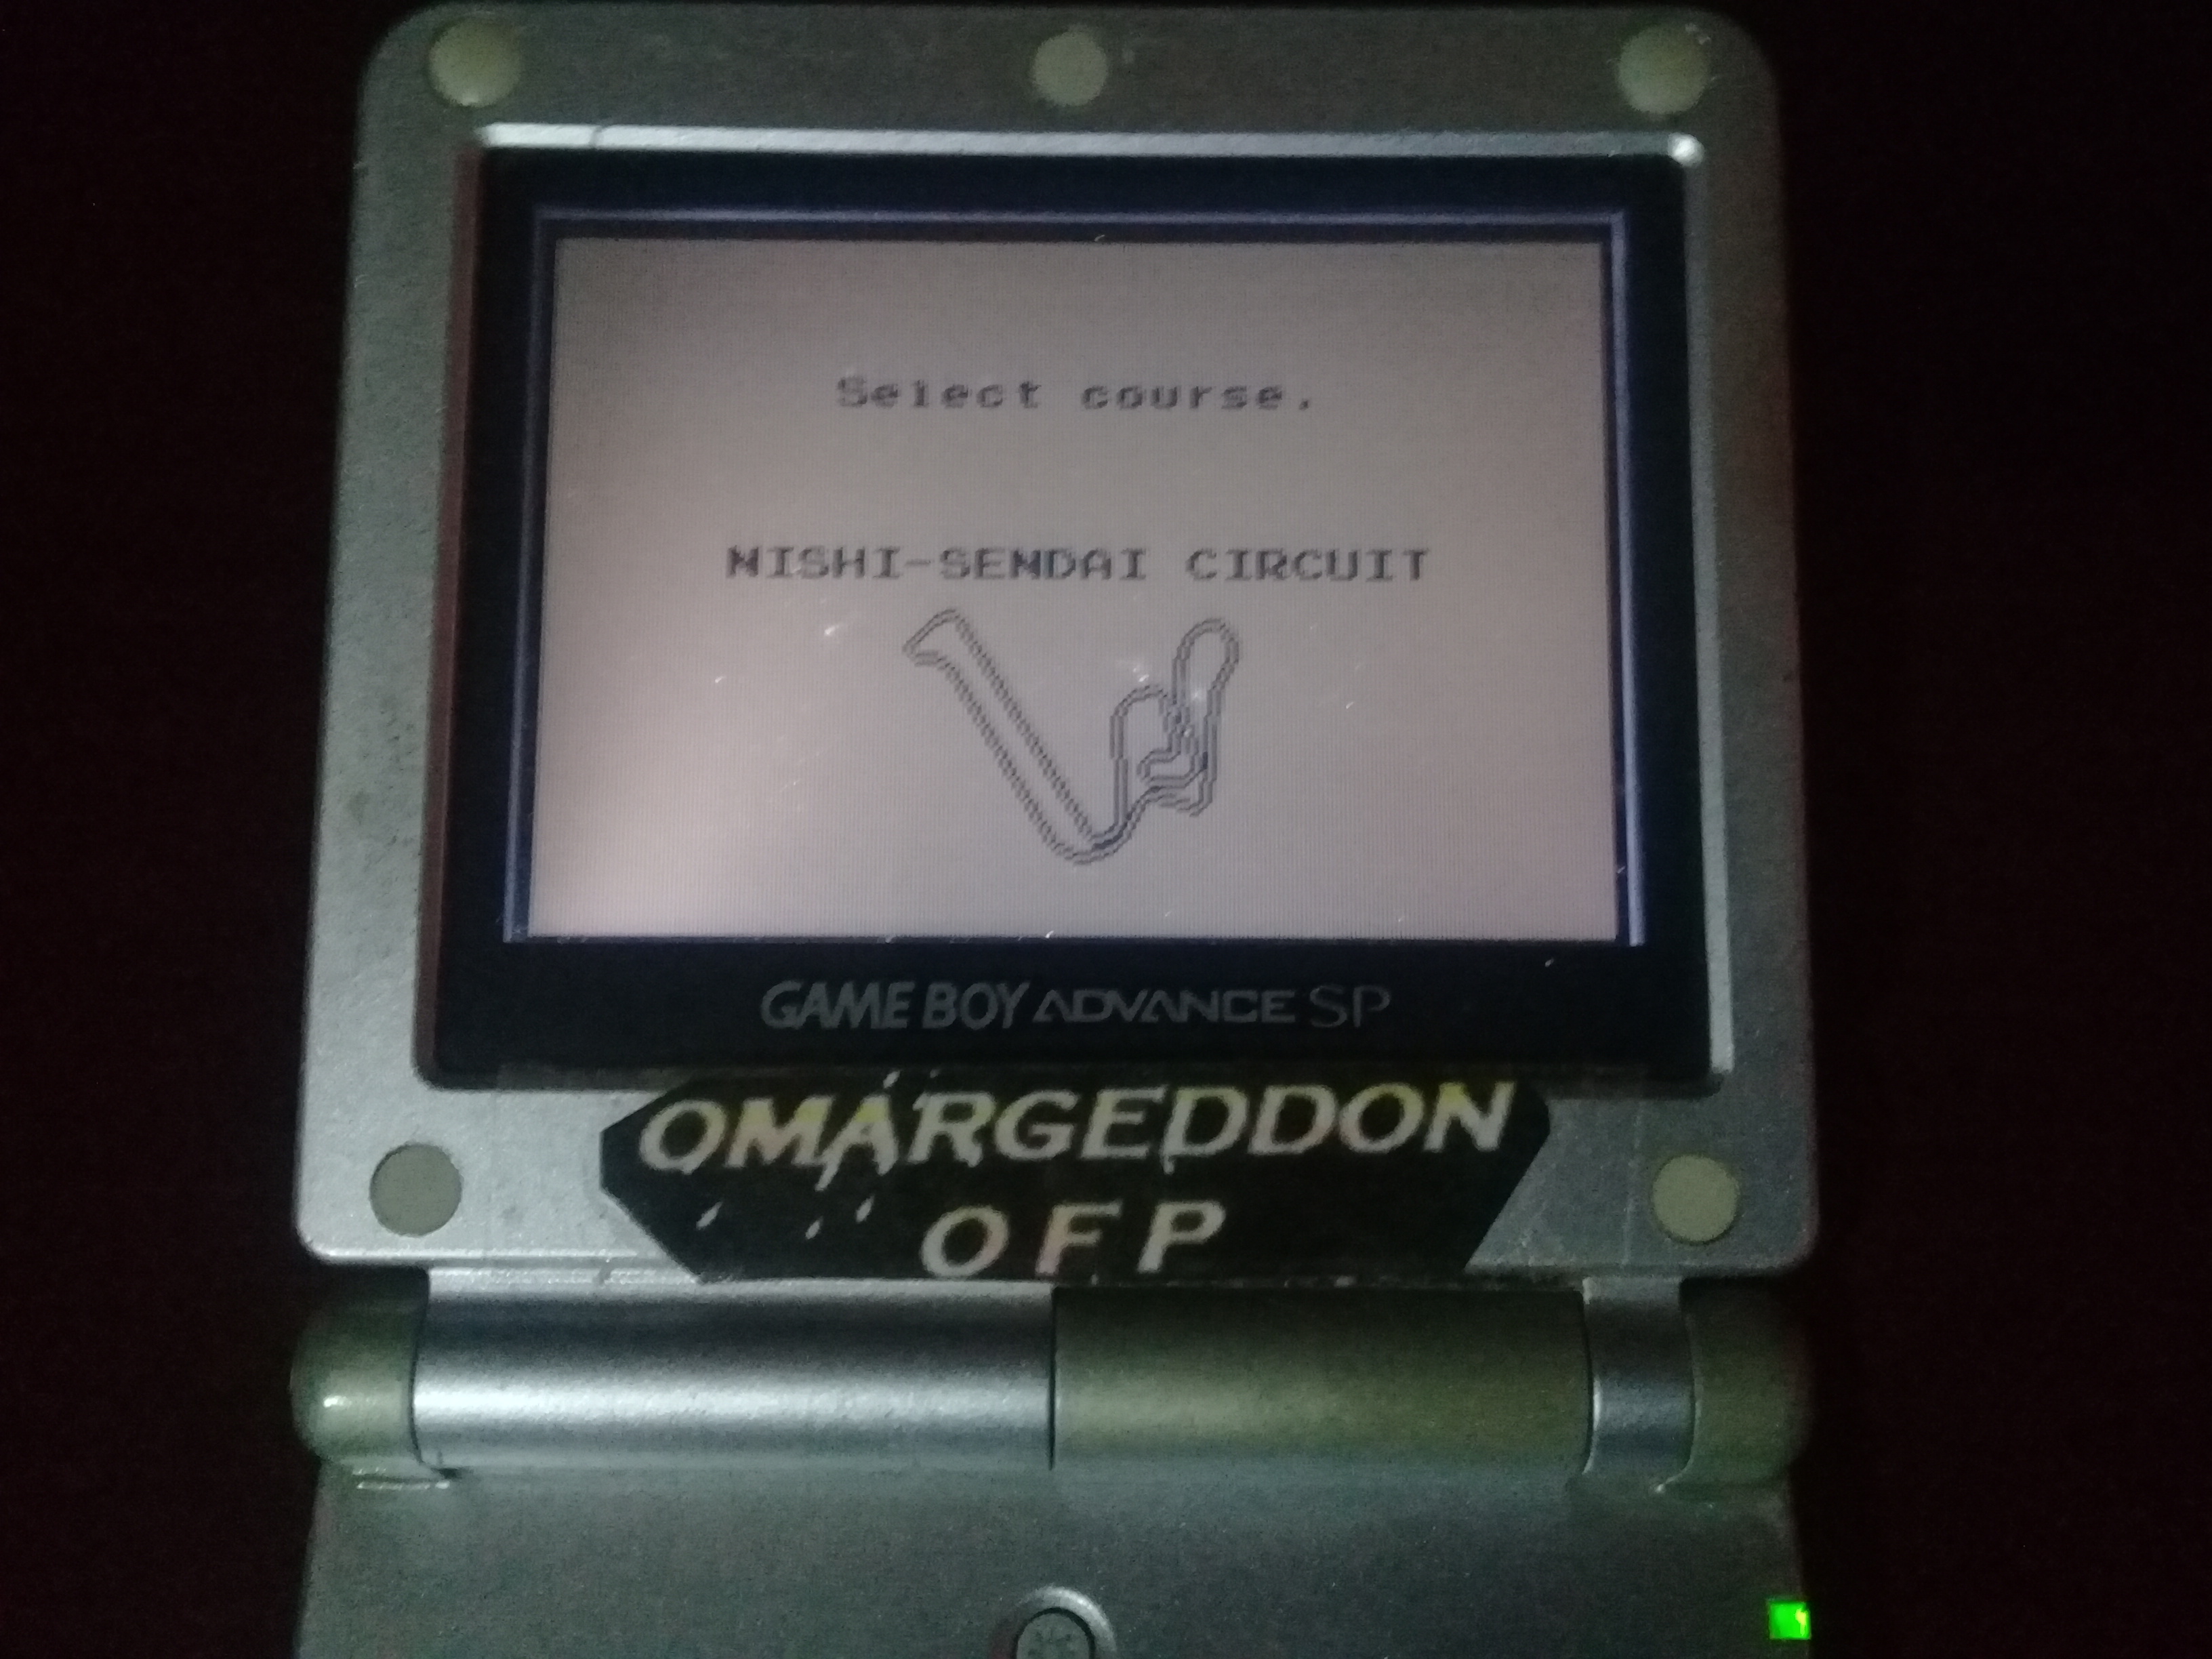 Select course.
NISHI-SENDAI CIRCUIT
GAME BOY ADVANCE SP
OMARGEDDON
OFP